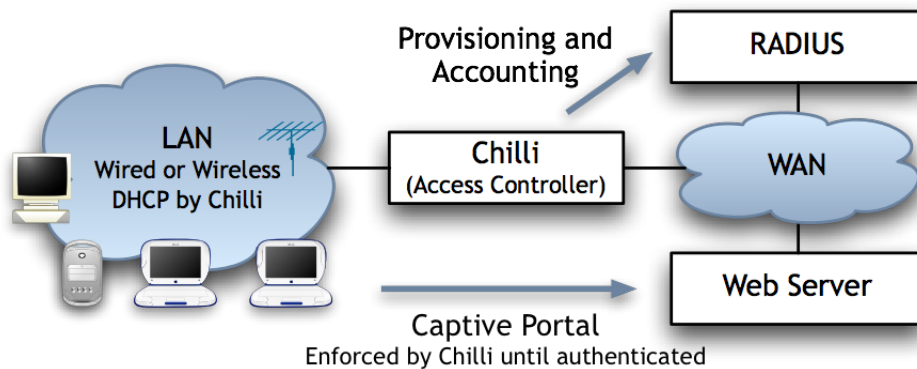 Provisioning and
Accounting
RADIUS
LAN
Wired or Wireless
DHCP by Chilli
Chilli
(Access Controller)
WAN
Web Server
Captive Portal
Enforced by Chilli until authenticated